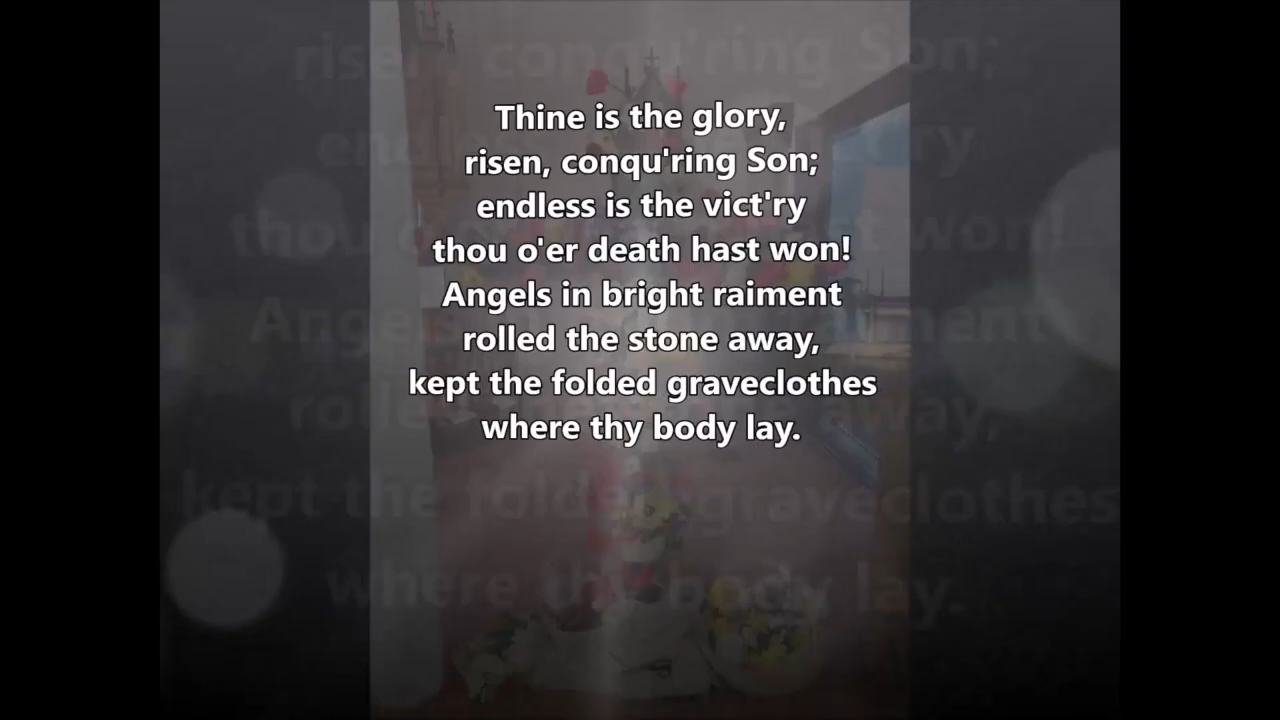 Thine is the glory,
risen, conqu'ring Son;
endless is the vict'ry
thou o'er death hast won!
Angels in bright raiment
rolled the stone away,
kept the folded graveclothes
where thy body lay.